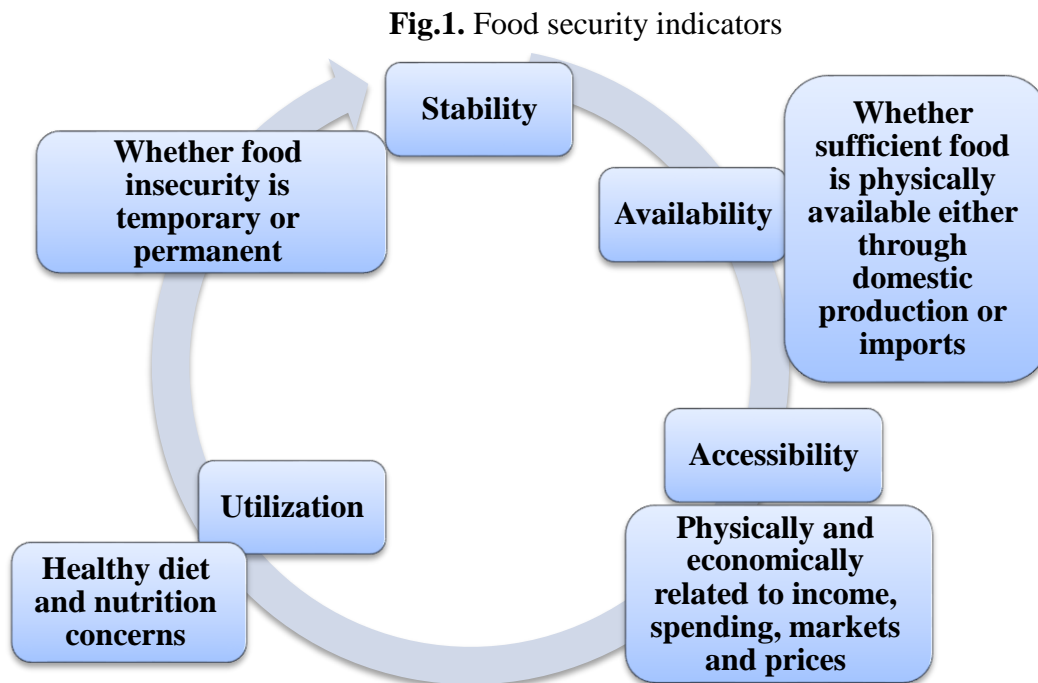 Fig.1. Food security indicators
Stability
Availability
Whether
sufficient food
is physically
available either
through
domestic
production or
imports
Accessibility
Physically and
economically
related to income,
spending, markets
and prices
Utilization
Healthy diet
and nutrition
concerns
Whether food
insecurity is
temporary or
permanent